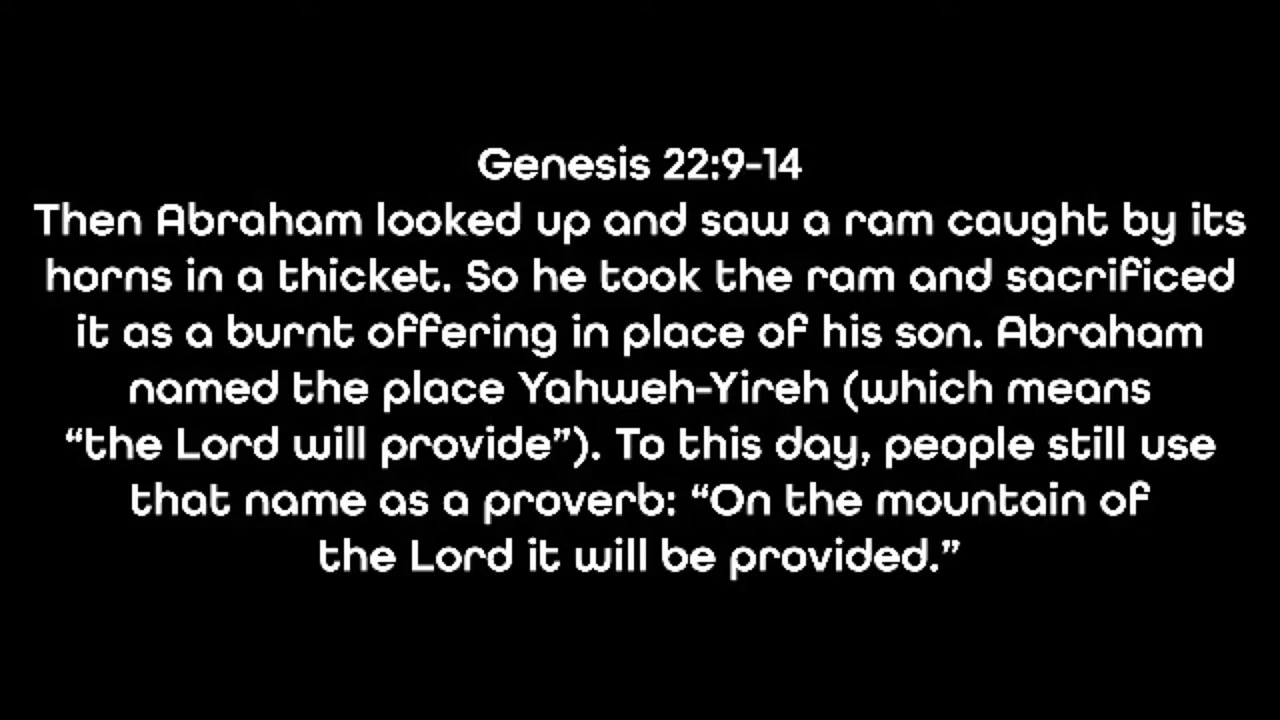 Genesis 22:9-14
Then Abraham looked up and saw a ram caught by its
horns in a thicket. So he took the ram and sacrificed
it as a burnt offering in place of his son. Abraham
named the place Yahweh-Yireh (which means
“the Lord will provide”). To this day, people still use
that name as a proverb: “On the mountain of
the Lord it will be provided.”